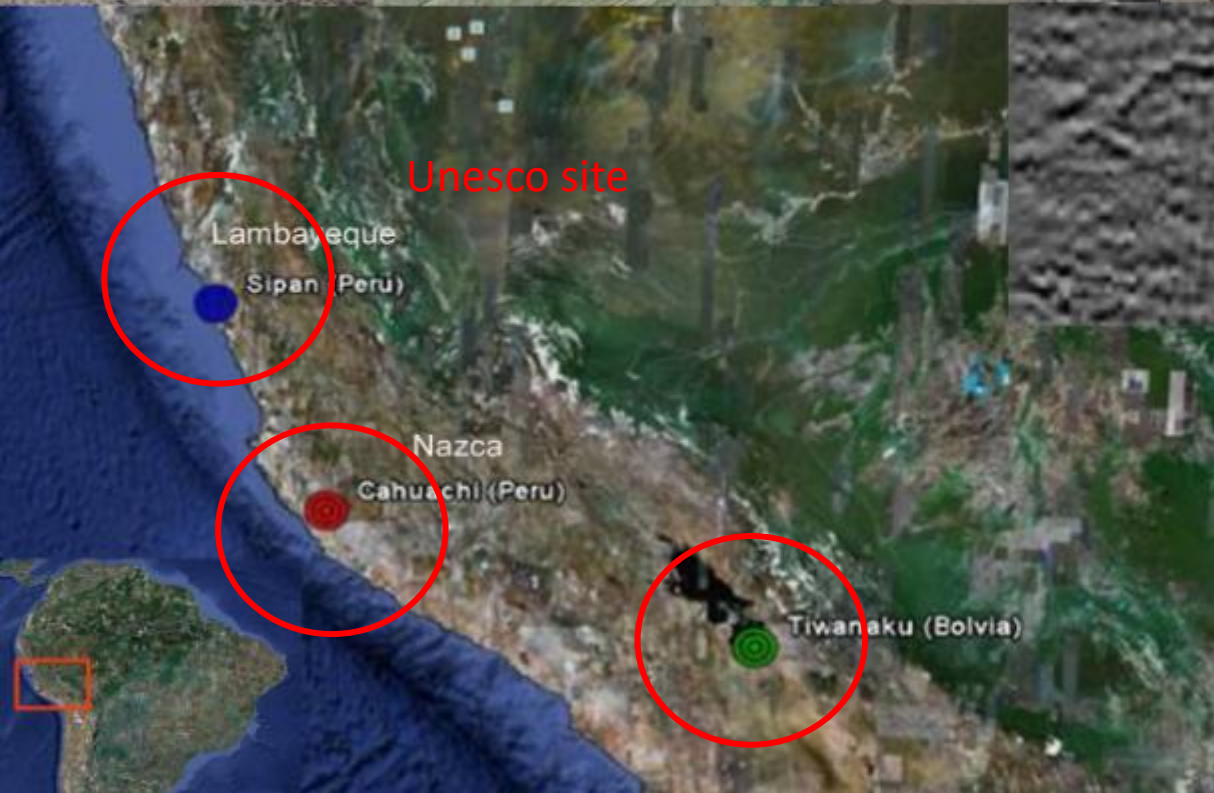 Unesco site
Lambayeque
Sipan (Peru)
Nazca
Cahuachi (Peru)
Tiwanaku (Bolvia)